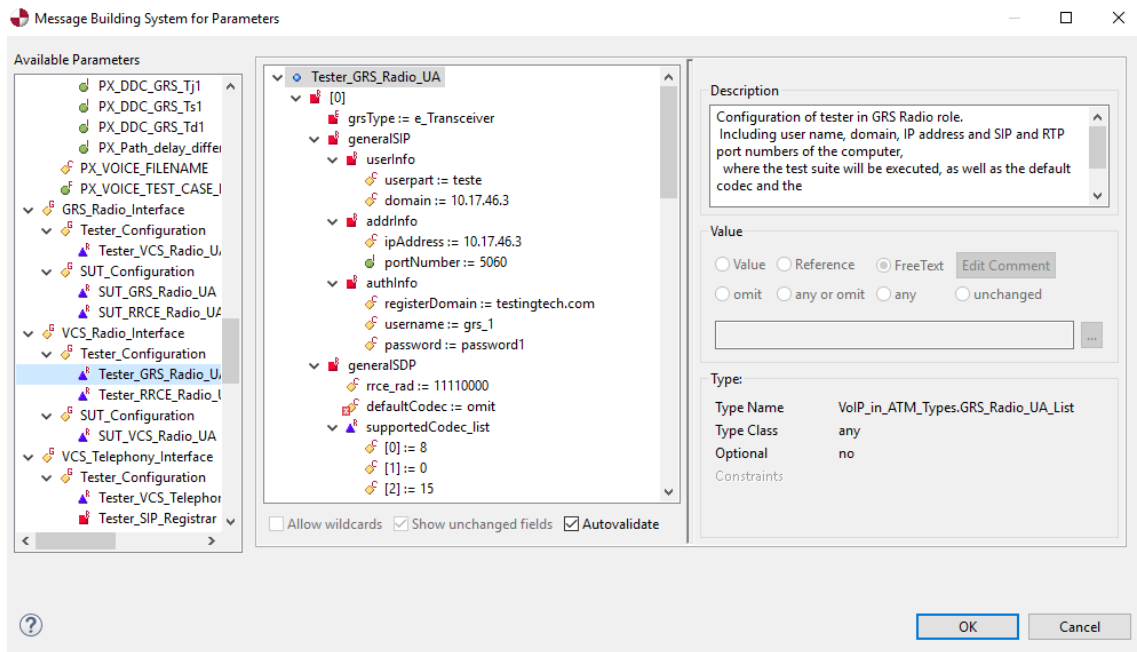 Message Building System for Parameters
Available Parameters
PX_DDC_GRS_Tj1
PX_DDC_GRS_Ts1
PX_DDC_GRS_Td1
PX_Path_delay_differ
PX_VOICE_FILENAME
PX_VOICE_TEST_CASE_I
GRS_Radio_Interface
Tester_Configuration
Tester_VCS_Radio_UA
SUT_Configuration
SUT_GRS_Radio_UA
SUT_RRCE_Radio_UA
VCS_Radio_Interface
Tester_Configuration
Tester_GRS_Radio_UA
Tester_RRCE_Radio_U
SUT_Configuration
SUT_VCS_Radio_UA
VCS_Telephony_Interface
Tester_Configuration
Tester_VCS_Telephor
Tester_SIP_Registrar
Tester_GRS_Radio_UA
[0]
grsType := e_Transceiver
generalSIP
userInfo
userpart := teste
domain := 10.17.46.3
addrInfo
ipAddress := 10.17.46.3
portNumber := 5060
authInfo
registerDomain := testingtech.com
username := grs_1
password := password1
generalSDP
rrce_rad := 11110000
defaultCodec := omit
supportedCodec_list
[0] := 8
[1] := 0
[2] := 15
Allow wildcards Show unchanged fields Autovalidate
Description
Configuration of tester in GRS Radio role.
Including user name, domain, IP address and SIP and RTP
port numbers of the computer,
where the test suite will be executed, as well as the default
codec and the
Value
Value Reference FreeText Edit Comment
omit any or omit any unchanged
...
Type:
Type Name VoIP_in_ATM_Types.GRS_Radio_UA_List
Type Class any
Optional no
Constraints
OK Cancel